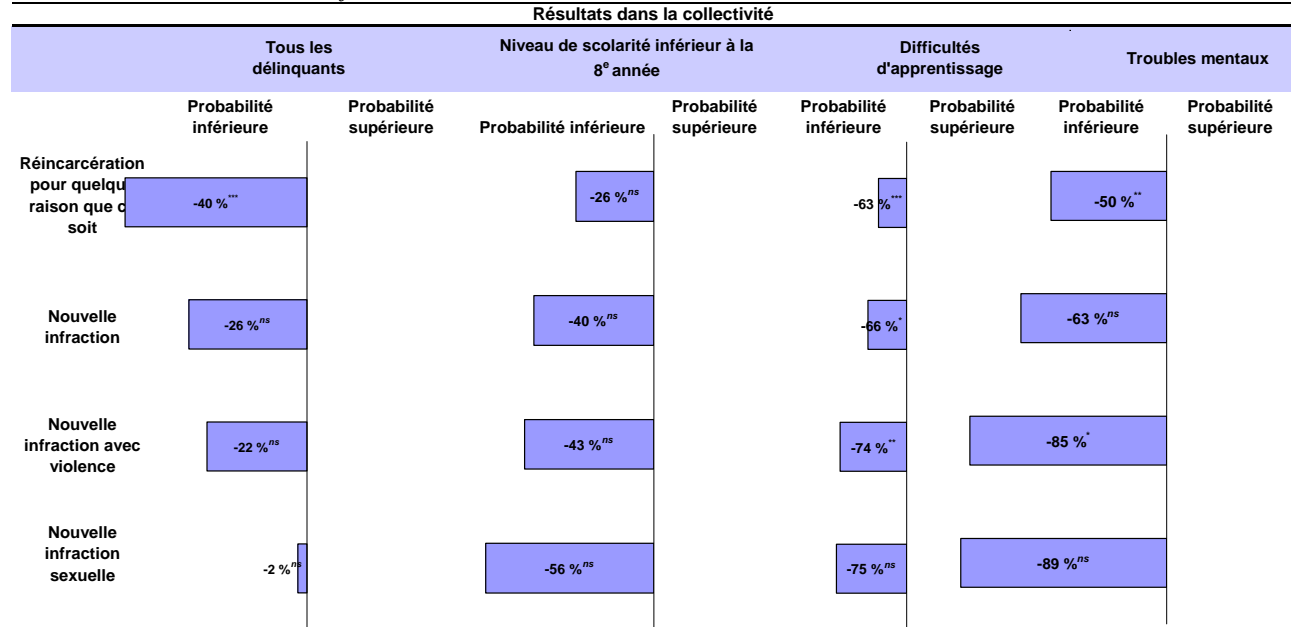 Résultats dans la collectivité
Tous les
délinquants
Niveau de scolarité inférieur à la
8e année
Difficultés
d'apprentissage
Troubles mentaux
Probabilité
inférieure
Probabilité
supérieure
Probabilité inférieure
Probabilité
supérieure
Probabilité
inférieure
Probabilité
supérieure
Probabilité
inférieure
Probabilité
supérieure
Réincarcération
pour quelqu
raison que c
soit
-40 %***
-26 %ns
-63 %***
-50 %**
Nouvelle
infraction
-26 %ns
-40 %ns
-66 %*
-63 %ns
Nouvelle
infraction avec
violence
-22 %ns
-43 %ns
-74 %**
-85 %*
Nouvelle
infraction
sexuelle
-2 %ns
-56 %ns
-75 %ns
-89 %ns